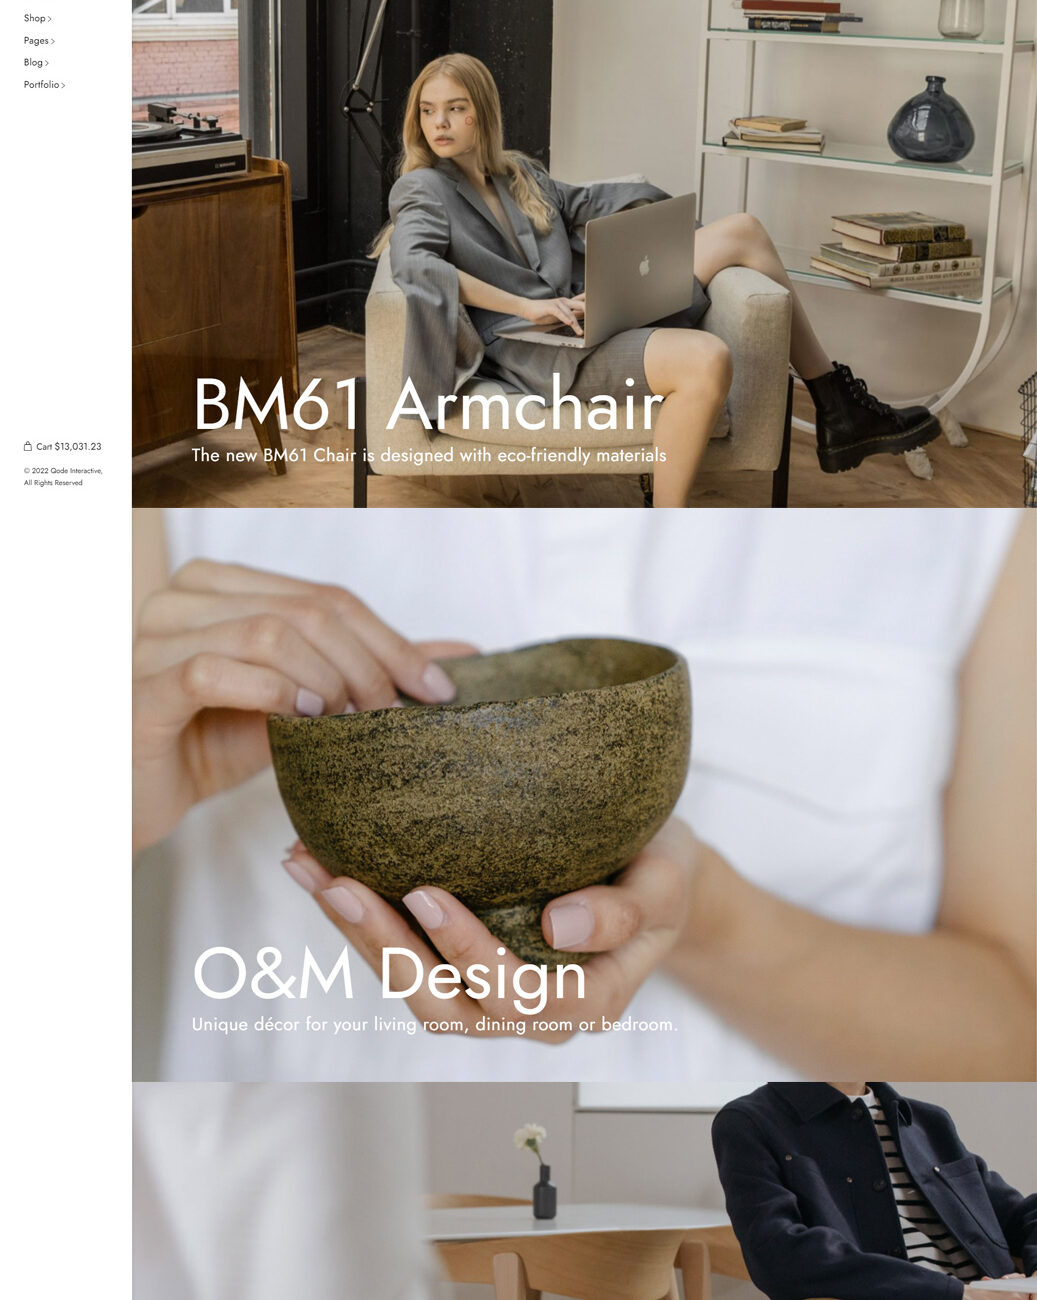 Shop >
Pages >
Blog >
Portfolio >
BM61 Armchair
The new BM61 Chair is designed with eco-friendly materials
Cart $13,031.23
© 2022 Qode Interactive,
All Rights Reserved
O&M Design
Unique décor for your living room, dining room or bedroom.